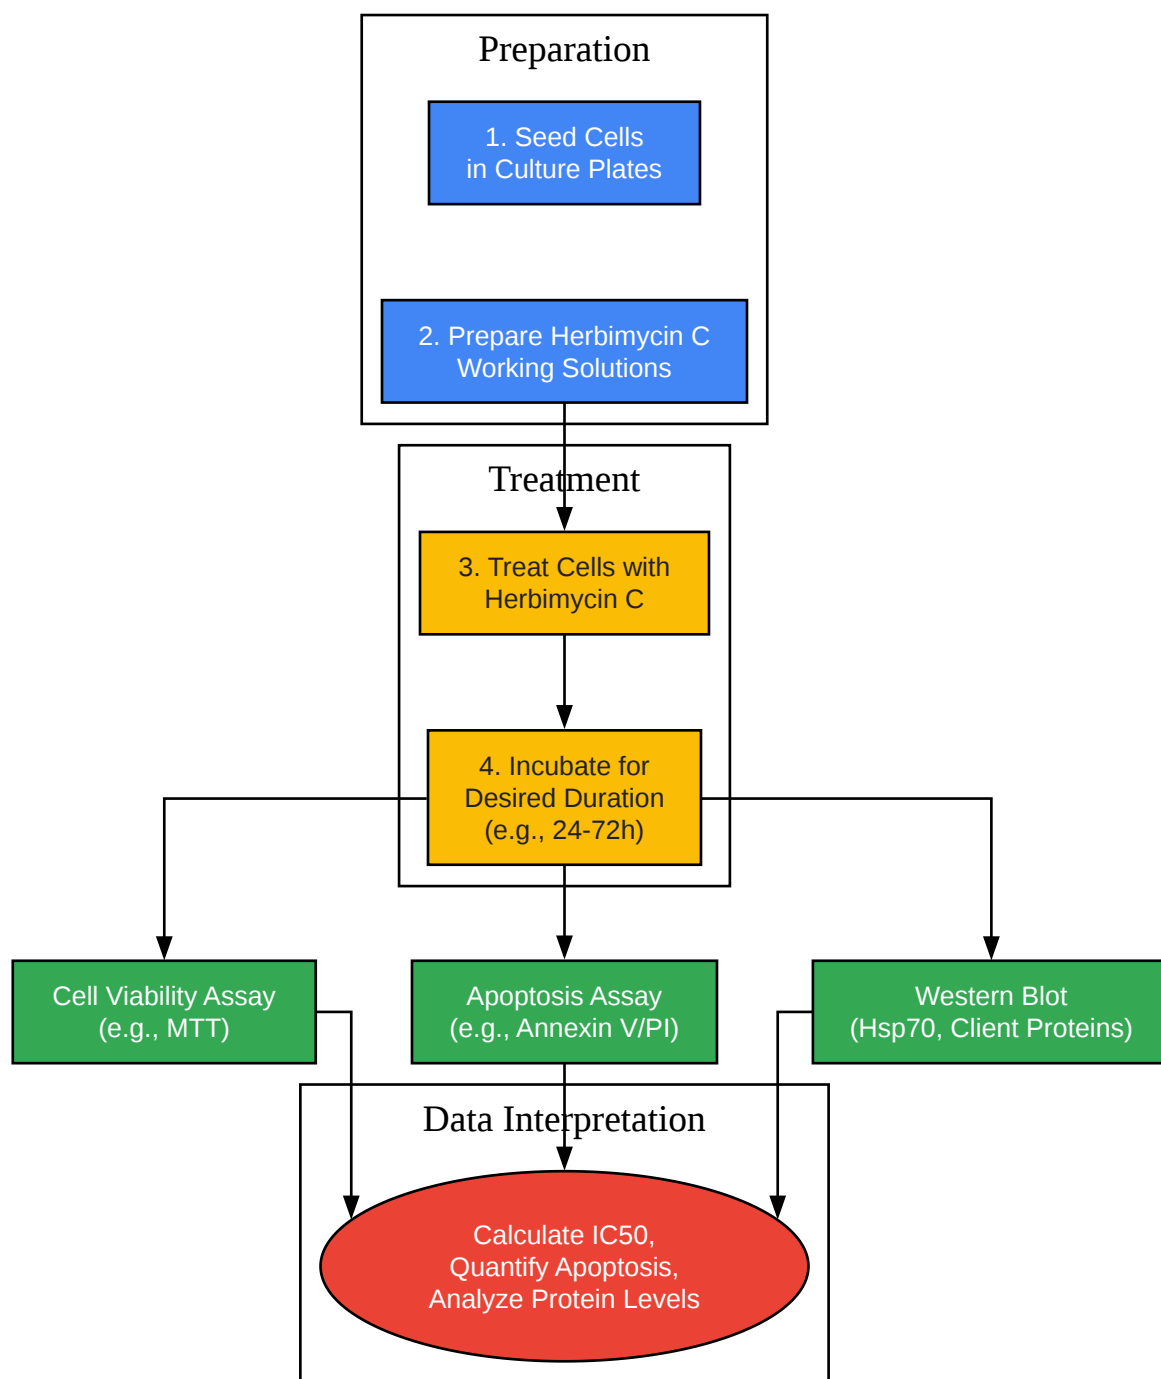 Preparation
1. Seed Cells
in Culture Plates
2. Prepare Herbimycin C
Working Solutions
Treatment
3. Treat Cells with
Herbimycin C
4. Incubate for
Desired Duration
(e.g., 24-72h)
Cell Viability Assay
(e.g., MTT)
Apoptosis Assay
(e.g., Annexin V/PI)
Western Blot
(Hsp70, Client Proteins)
Data Interpretation
Calculate IC50,
Quantify Apoptosis,
Analyze Protein Levels